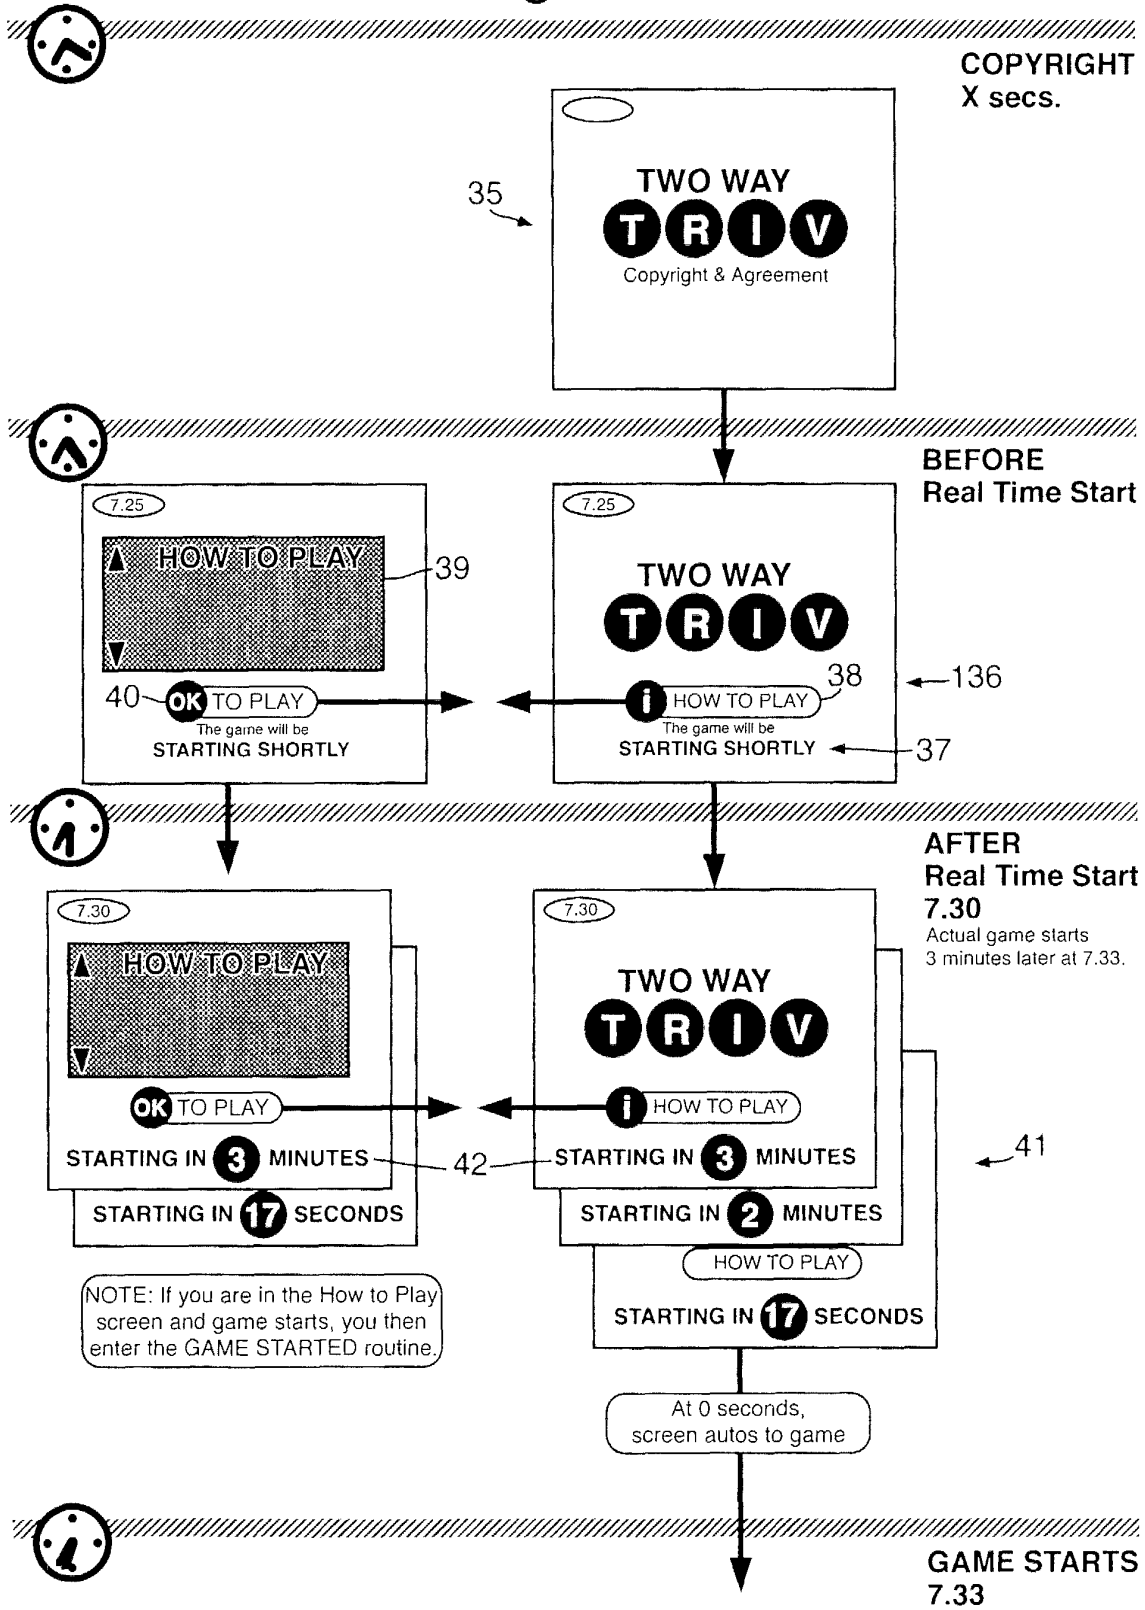 COPYRIGHT
X secs.
35
TWO WAY
TRIV
Copyright & Agreement
BEFORE
Real Time Start
7.25
HOW TO PLAY
39
40
OK TO PLAY
The game will be
STARTING SHORTLY
7.25
TWO WAY
TRIV
38
i HOW TO PLAY
136
The game will be
STARTING SHORTLY
37
AFTER
Real Time Start
7.30
Actual game starts
3 minutes later at 7.33.
7.30
HOW TO PLAY
OK TO PLAY
STARTING IN 3 MINUTES
42
STARTING IN 17 SECONDS
NOTE: If you are in the How to Play
screen and game starts, you then
enter the GAME STARTED routine.
7.30
TWO WAY
TRIV
i HOW TO PLAY
STARTING IN 3 MINUTES
41
STARTING IN 2 MINUTES
HOW TO PLAY
STARTING IN 17 SECONDS
At 0 seconds,
screen autos to game
GAME STARTS
7.33